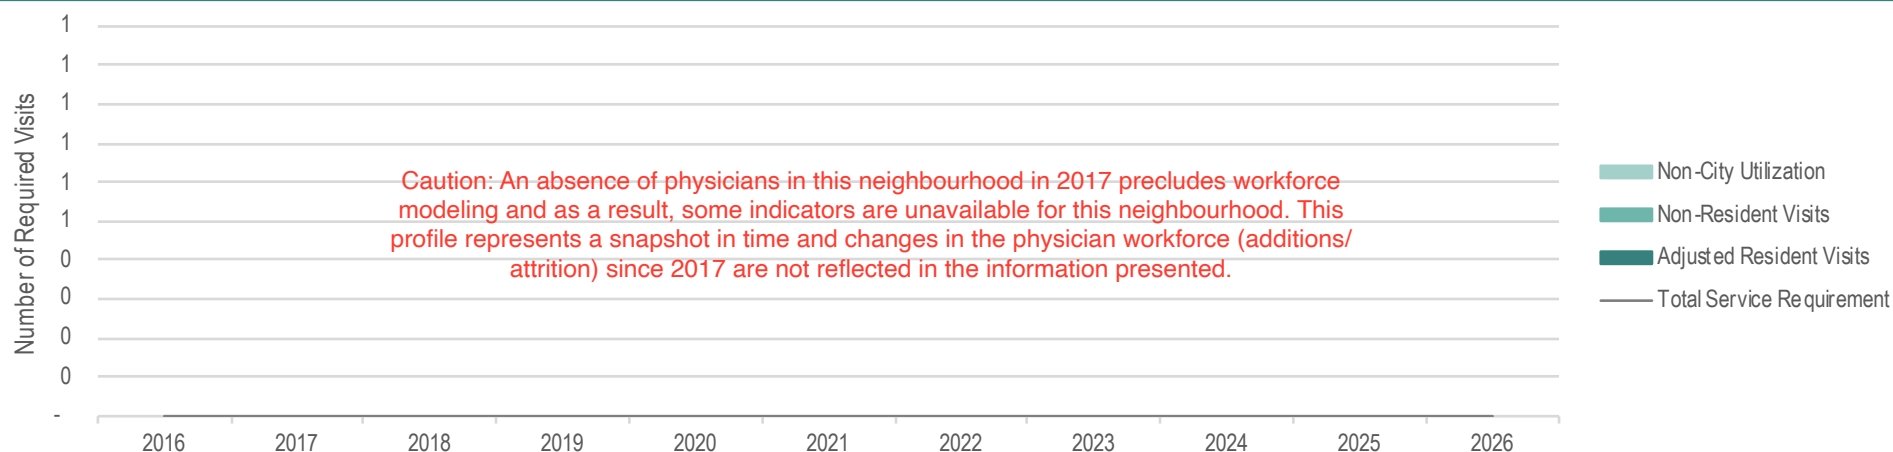 Number of Required Visits
1
1
1
1
1
1
0
0
0
0
-
Caution: An absence of physicians in this neighbourhood in 2017 precludes workforce
modeling and as a result, some indicators are unavailable for this neighbourhood. This
profile represents a snapshot in time and changes in the physician workforce (additions/
attrition) since 2017 are not reflected in the information presented.
2016 2017 2018 2019 2020 2021 2022 2023 2024 2025 2026
Non-City Utilization
Non-Resident Visits
Adjusted Resident Visits
Total Service Requirement